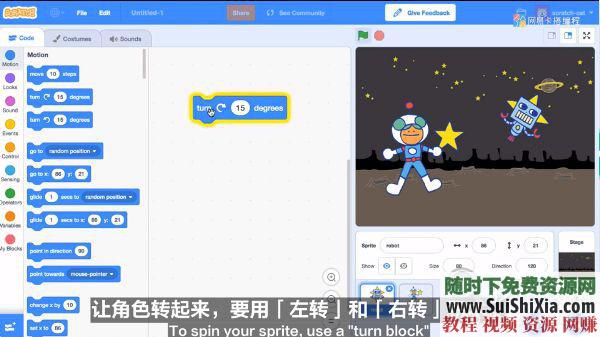 SCRATCH File Edit Untitled-1 Share See Community Give Feedback 网易卡搭编程 scratch-cat
Code Costumes Sounds
Motion
Motion
Looks
Sound
Events
Control
Sensing
Operators
Variables
My Blocks
move 10 steps
turn 15 degrees
turn 15 degrees
go to random position
go to x: 86 y: 21
glide 1 secs to random position
glide 1 secs to x: 86 y: 21
point in direction 90
point towards mouse-pointer
change x by 10
set x to 86
turn 15 degrees
Sprite robot x 86 y 21
Show Size Direction
Stage
让角色转起来，要用「左转」和「右转」
To spin your sprite, use a "turn block"
随时下免费资源网
www.SuiShiXia.com
教程 视频 资源 网赚